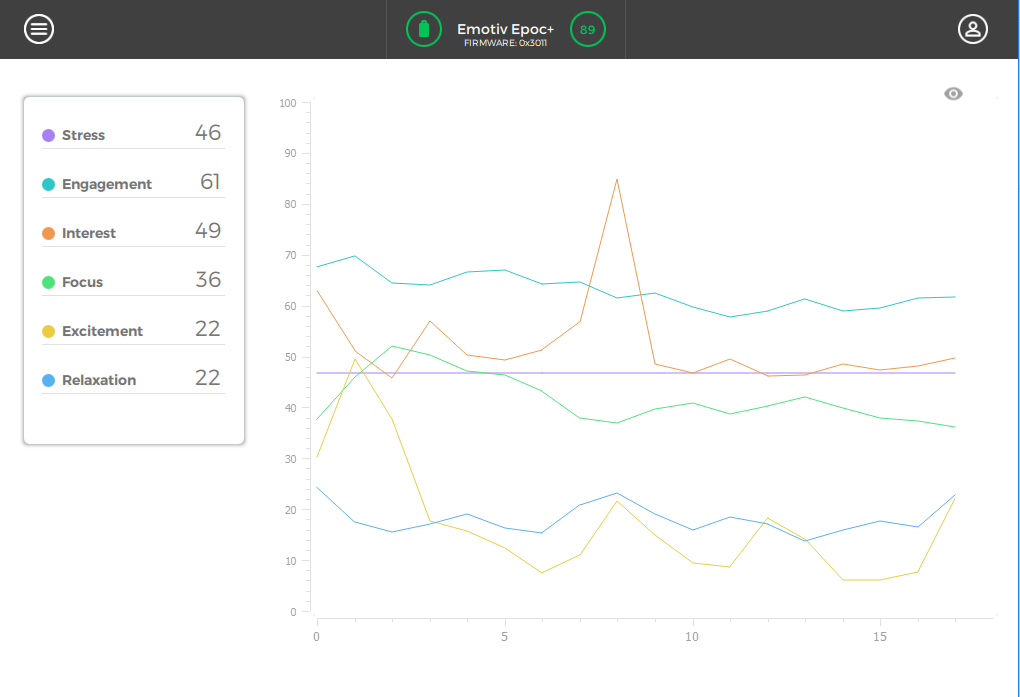 Emotiv Epoc+
FIRMWARE: 0x3011
89
Stress 46
Engagement 61
Interest 49
Focus 36
Excitement 22
Relaxation 22
100
90
80
70
60
50
40
30
20
10
0
0 5 10 15